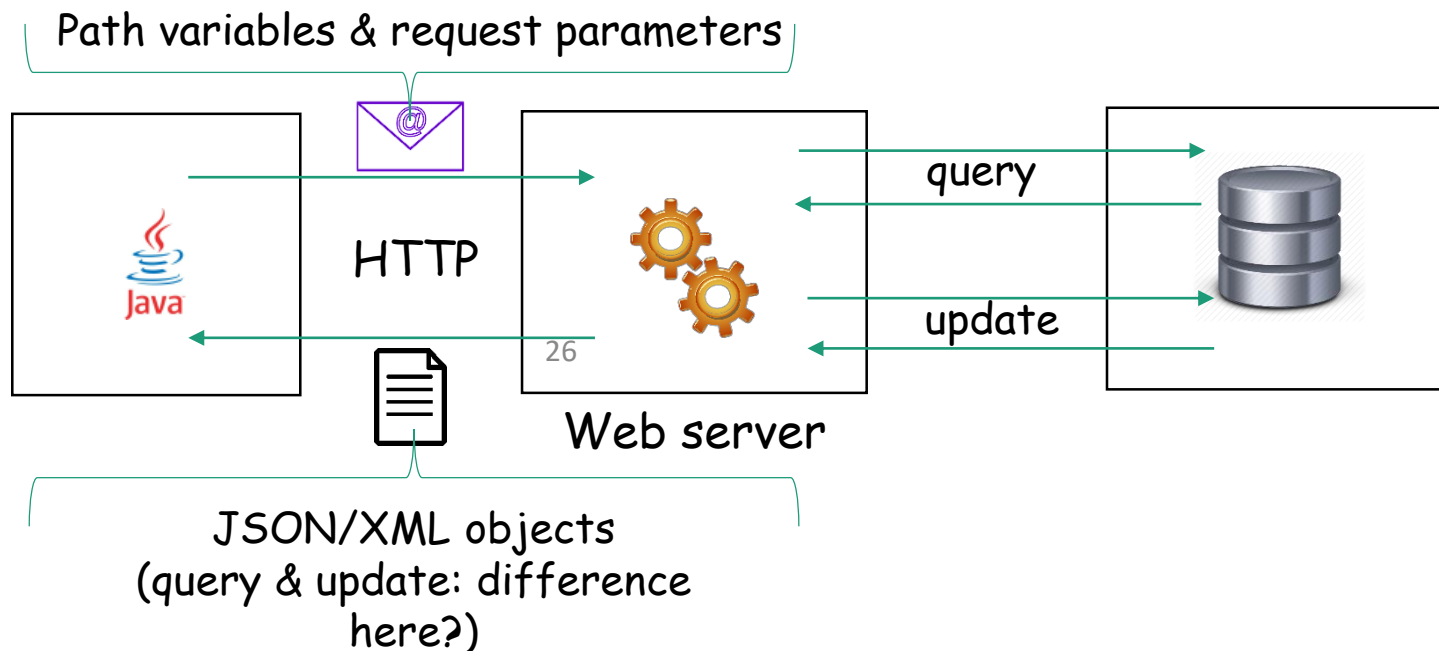 Path variables & request parameters
@
query
HTTP
Java
update
26
Web server
JSON/XML objects
(query & update: difference
here?)